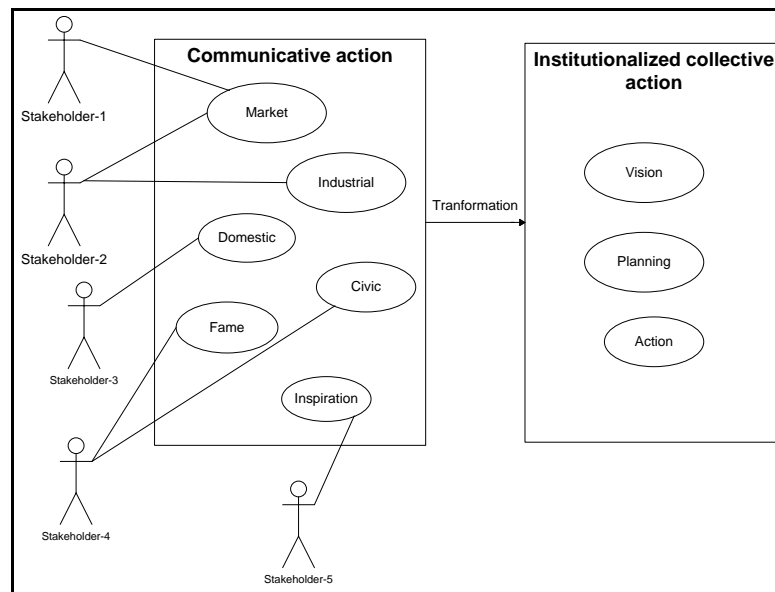 Communicative action
Institutionalized collective
action
Stakeholder-1
Market
Vision
Industrial
Tranformation
Stakeholder-2
Domestic
Planning
Civic
Fame
Action
Stakeholder-3
Inspiration
Stakeholder-4
Stakeholder-5